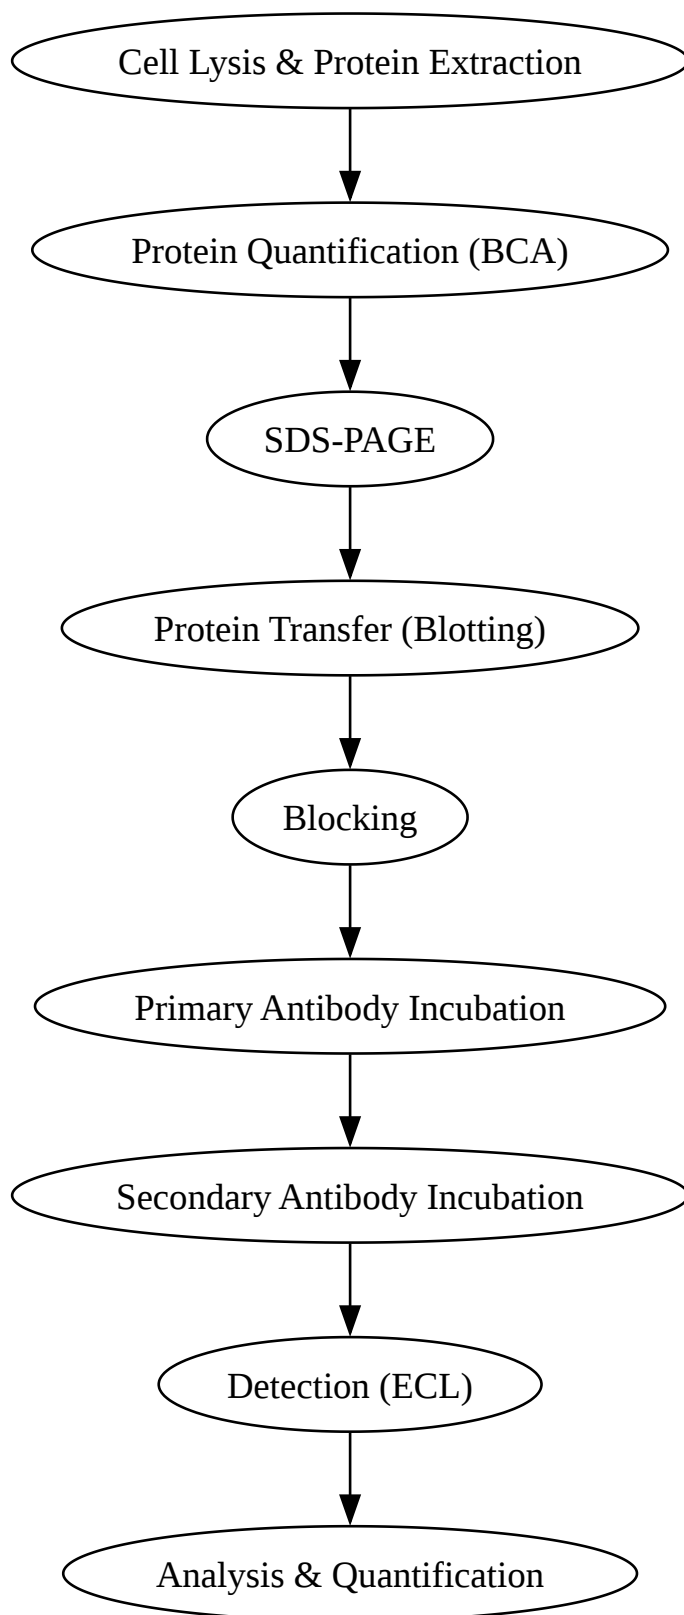 Cell Lysis & Protein Extraction
Protein Quantification (BCA)
SDS-PAGE
Protein Transfer (Blotting)
Blocking
Primary Antibody Incubation
Secondary Antibody Incubation
Detection (ECL)
Analysis & Quantification